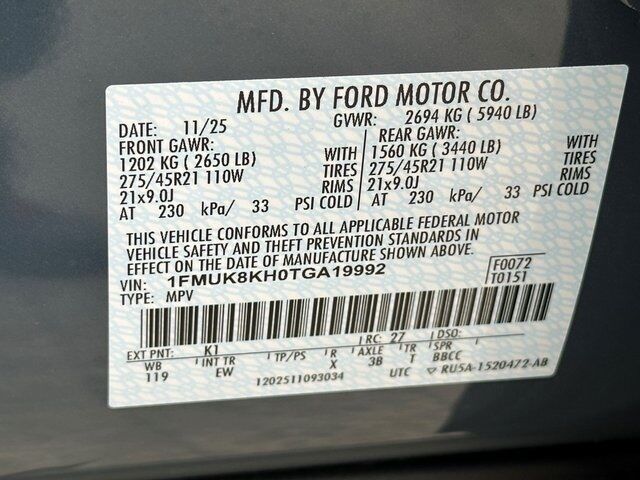 MFD. BY FORD MOTOR CO.
DATE: 11/25 GVWR: 2694 KG ( 5940 LB)
FRONT GAWR: REAR GAWR:
1202 KG ( 2650 LB) WITH 1560 KG ( 3440 LB) WITH
275/45R21 110W TIRES 275/45R21 110W TIRES
21x9.0J RIMS 21x9.0J RIMS
AT 230 kPa/ 33 PSI COLD AT 230 kPa/ 33 PSI COLD
THIS VEHICLE CONFORMS TO ALL APPLICABLE FEDERAL MOTOR
VEHICLE SAFETY AND THEFT PREVENTION STANDARDS IN
EFFECT ON THE DATE OF MANUFACTURE SHOWN ABOVE.
VIN: 1FMUK8KH0TGA19992 F0072
TYPE: MPV T0151
EXT PNT: K1 RC: 27 DSO:
WB INT TR TP/PS R AXLE TR SPR
119 EW X 3B T BBCC
1202511093034 UTC ▽ RU5A-1520472-AB